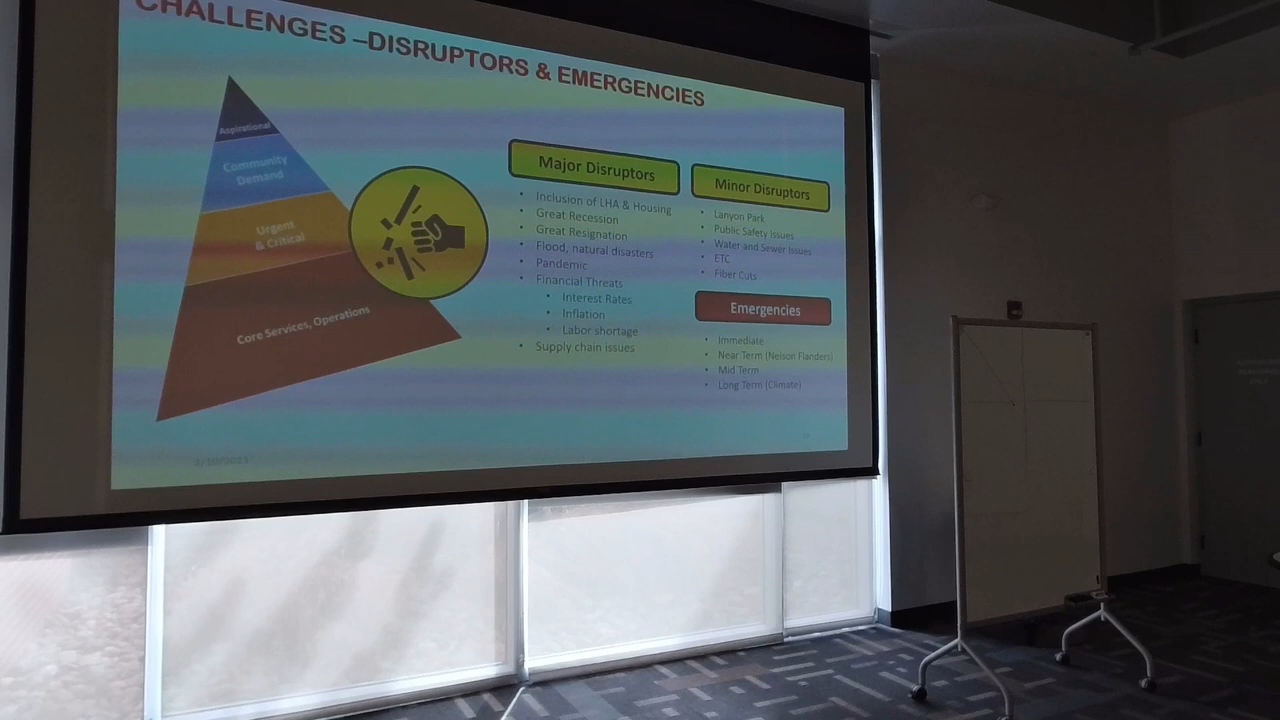 CHALLENGES –DISRUPTORS & EMERGENCIES
Aspirational
Community
Demand
Urgent
& Critical
Core Services, Operations
Major Disruptors
• Inclusion of LHA & Housing
• Great Recession
• Great Resignation
• Flood, natural disasters
• Pandemic
• Financial Threats
• Interest Rates
• Inflation
• Labor shortage
• Supply chain issues
Minor Disruptors
• Lanyon Park
• Public Safety Issues
• Water and Sewer Issues
• ETC
• Fiber Cuts
Emergencies
• Immediate
• Near Term (Nelson Flanders)
• Mid Term
• Long Term (Climate)